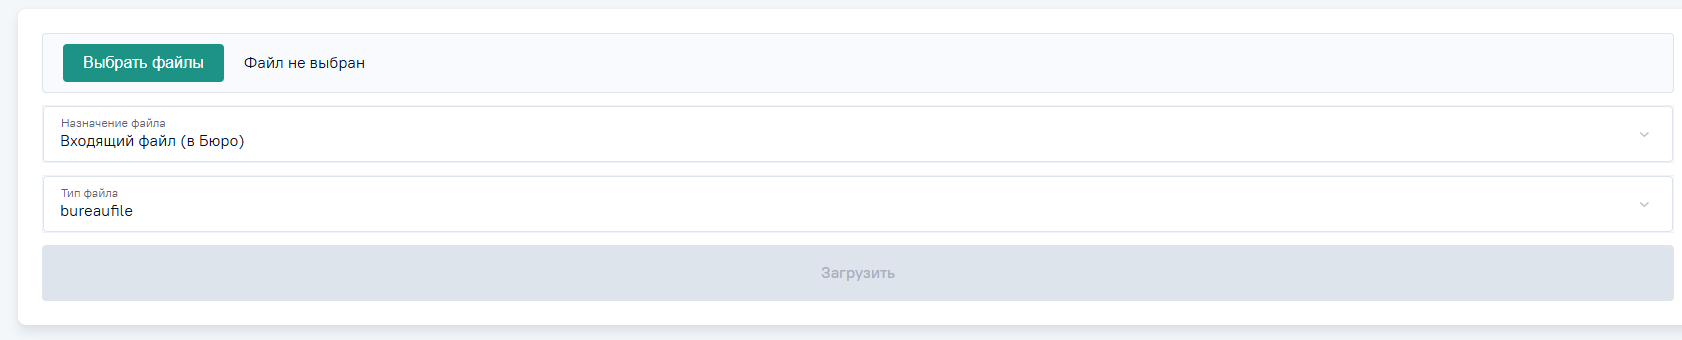 Выбрать файлы Файл не выбран
Назначение файла
Входящий файл (в Бюро)
Тип файла
bureaufile
Загрузить